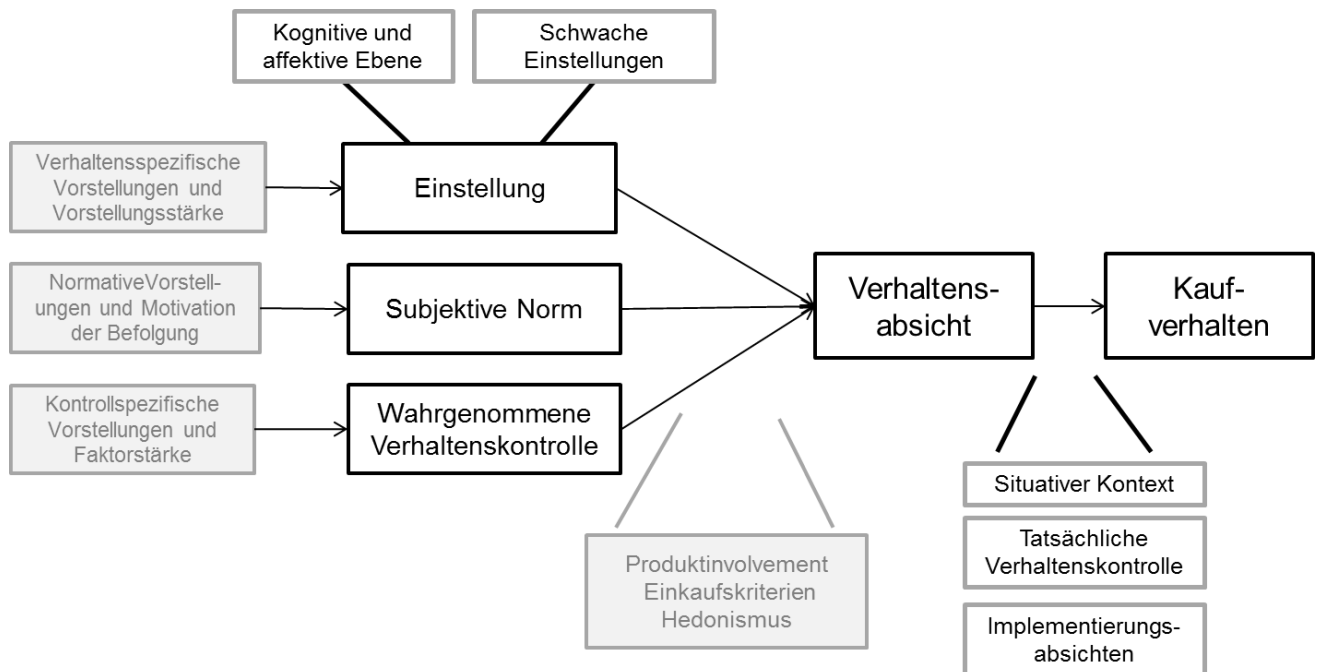 Kognitive und
affektive Ebene
Schwache
Einstellungen
Verhaltensspezifische
Vorstellungen und
Vorstellungsstärke
Einstellung
NormativeVorstell-
ungen und Motivation
der Befolgung
Subjektive Norm
Kontrollspezifische
Vorstellungen und
Faktorstärke
Wahrgenommene
Verhaltenskontrolle
Verhaltens-
absicht
Kauf-
verhalten
Produktinvolvement
Einkaufskriterien
Hedonismus
Situativer Kontext
Tatsächliche
Verhaltenskontrolle
Implementierungs-
absichten